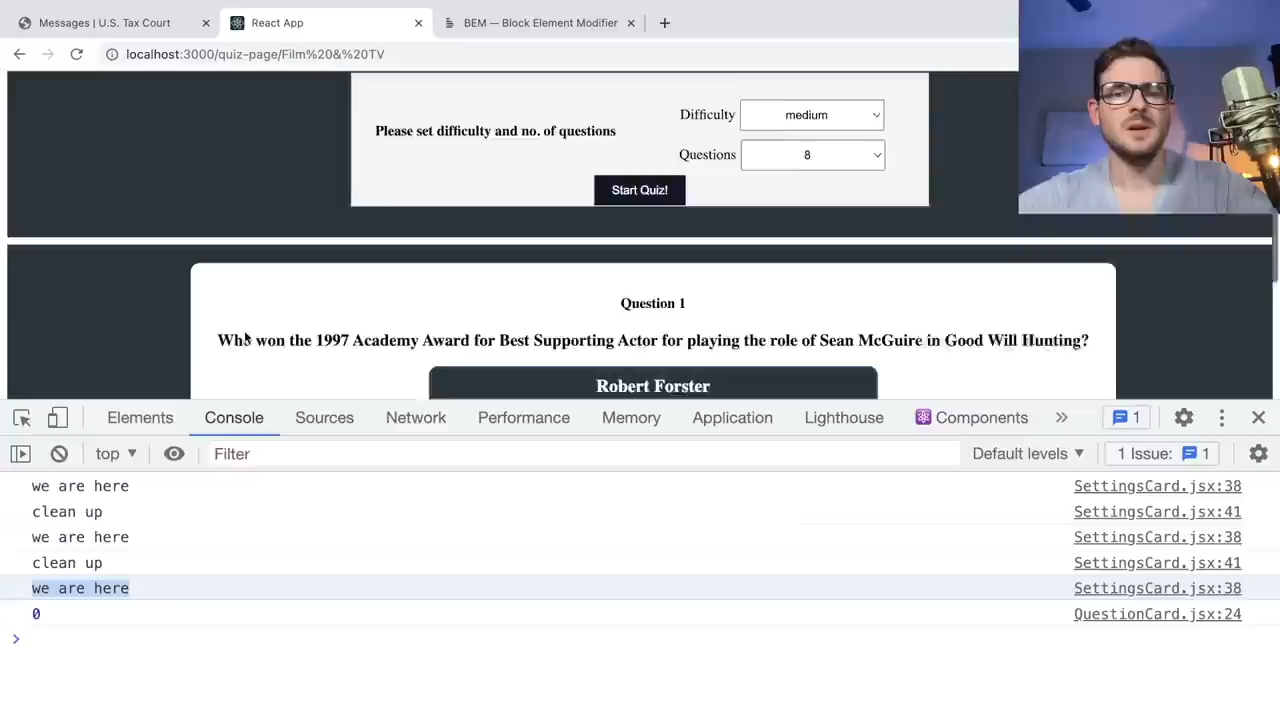 Messages | U.S. Tax Court
React App
BEM — Block Element Modifier
localhost:3000/quiz-page/Film%20&%20TV
Please set difficulty and no. of questions
Difficulty medium
Questions 8
Start Quiz!
Question 1
Who won the 1997 Academy Award for Best Supporting Actor for playing the role of Sean McGuire in Good Will Hunting?
Robert Forster
Elements Console Sources Network Performance Memory Application Lighthouse Components 1
top Filter Default levels 1 Issue: 1
we are here SettingsCard.jsx:38
clean up SettingsCard.jsx:41
we are here SettingsCard.jsx:38
clean up SettingsCard.jsx:41
we are here SettingsCard.jsx:38
0 QuestionCard.jsx:24